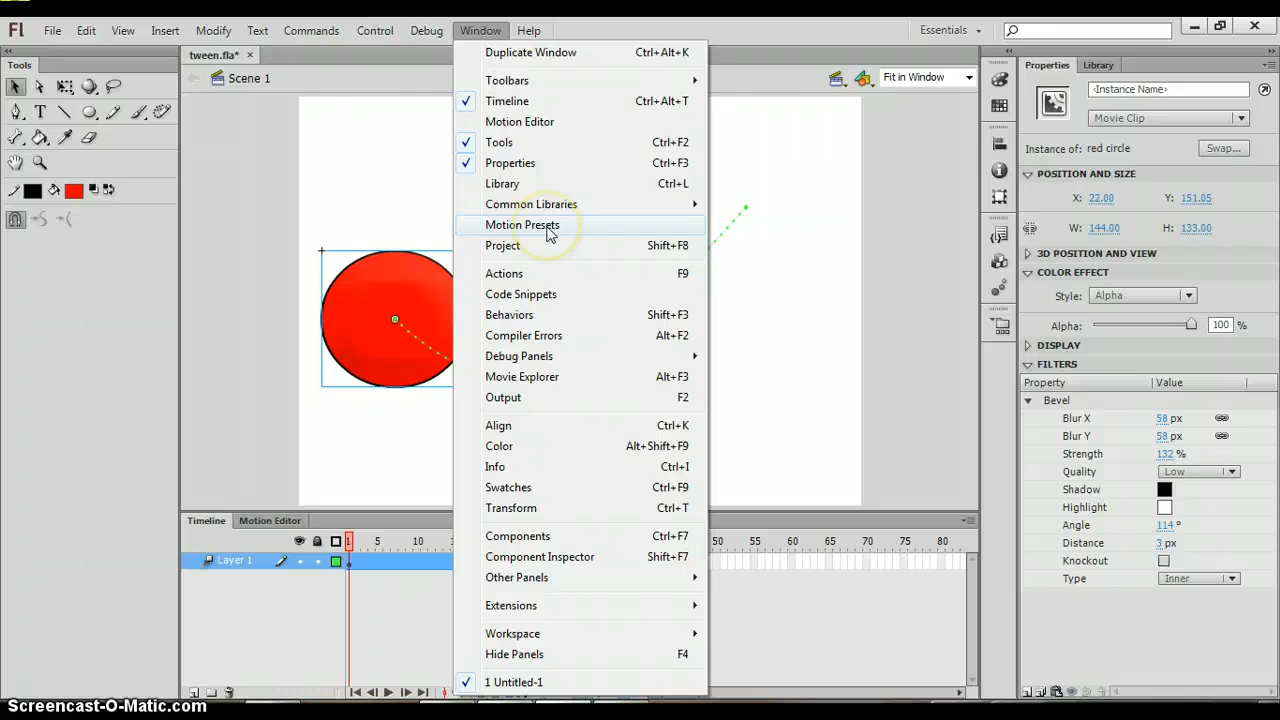 Fl File Edit View Insert Modify Text Commands Control Debug Window Help Essentials
Tools
tween.fla*
Scene 1
Fit in Window
Duplicate Window Ctrl+Alt+K
Toolbars
Timeline Ctrl+Alt+T
Motion Editor
Tools Ctrl+F2
Properties Ctrl+F3
Library Ctrl+L
Common Libraries
Motion Presets
Project Shift+F8
Actions F9
Code Snippets
Behaviors Shift+F3
Compiler Errors Alt+F2
Debug Panels
Movie Explorer Alt+F3
Output F2
Align Ctrl+K
Color Alt+Shift+F9
Info Ctrl+I
Swatches Ctrl+F9
Transform Ctrl+T
Components Ctrl+F7
Component Inspector Shift+F7
Other Panels
Extensions
Workspace
Hide Panels F4
1 Untitled-1
Properties Library
<Instance Name>
Movie Clip
Instance of: red circle Swap...
POSITION AND SIZE
X: 22.00 Y: 151.05
W: 144.00 H: 133.00
3D POSITION AND VIEW
COLOR EFFECT
Style: Alpha
Alpha: 100 %
DISPLAY
FILTERS
Property Value
Bevel
Blur X 58 px
Blur Y 58 px
Strength 132 %
Quality Low
Shadow
Highlight
Angle 114 °
Distance 3 px
Knockout
Type Inner
Timeline Motion Editor
1 5 10 50 55 60 65 70 75 80
Layer 1
Screencast-O-Matic.com